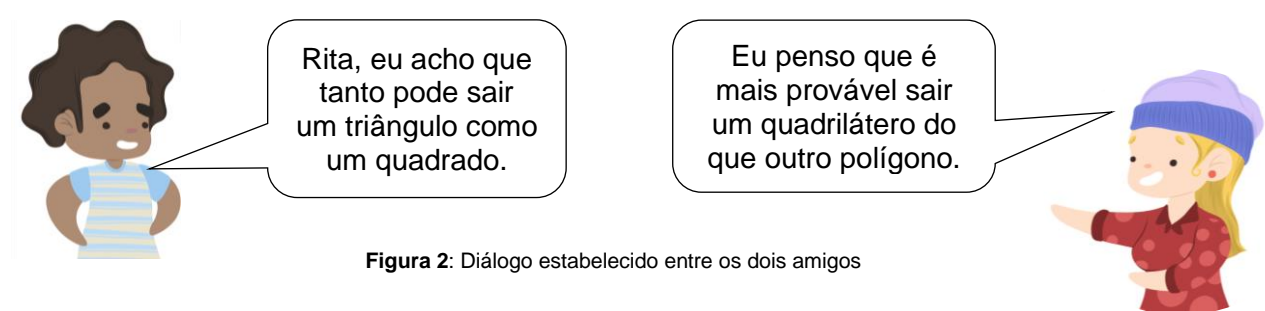 Rita, eu acho que
tanto pode sair
um triângulo como
um quadrado.
Eu penso que é
mais provável sair
um quadrilátero do
que outro polígono.
Figura 2: Diálogo estabelecido entre os dois amigos